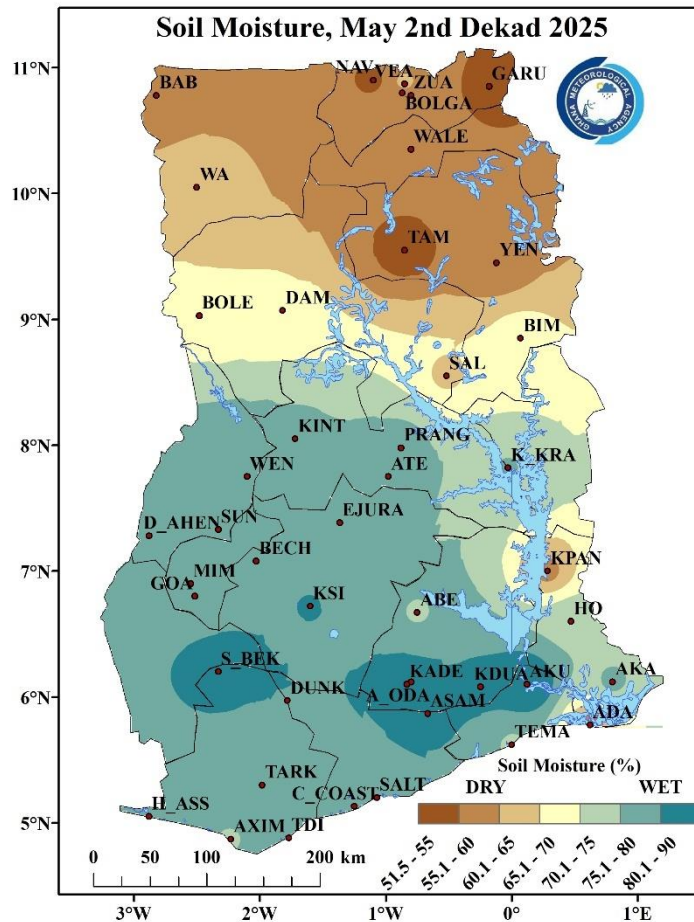 Soil Moisture, May 2nd Dekad 2025
11°N
10°N
9°N
8°N
7°N
6°N
5°N
GHANA METEOROLOGICAL AGENCY
BAB
NAV
VEA
ZUA
GARU
BOLGA
WALE
WA
TAM
YEN
BOLE
DAM
BIM
SAL
KINT
PRANG
WEN
ATE
K_KRA
D_AHEN
SUN
EJURA
BECH
KPAN
GOA
MIM
KSI
ABE
HO
S_BEK
KADE
KDUA
AKU
AKA
DUNK
A_ODA
ASAM
ADA
TEMA
TARK
C_COAST
SALT
H_ASS
AXIM
TDI
Soil Moisture (%)
DRY WET
51.5 - 55
55.1 - 60
60.1 - 65
65.1 - 70
70.1 - 75
75.1 - 80
80.1 - 90
0 50 100 200 km
3°W 2°W 1°W 0° 1°E